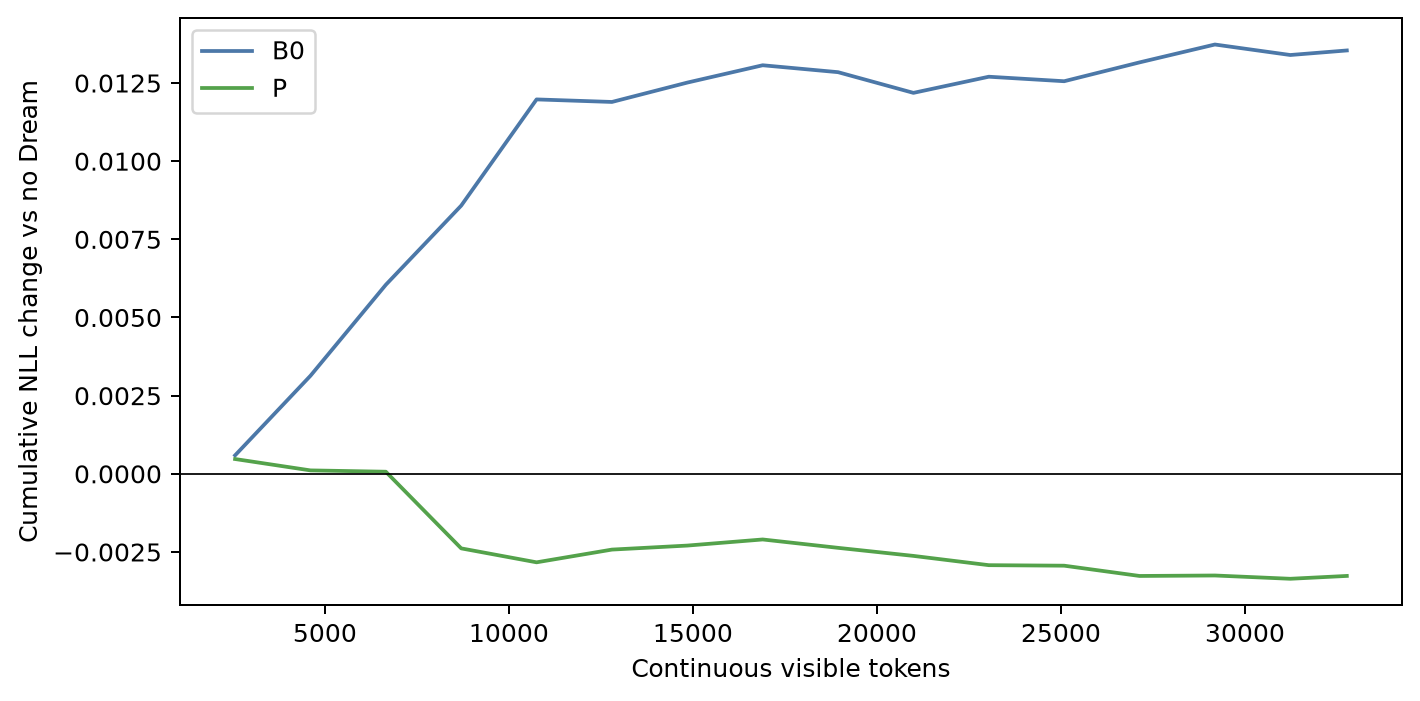 B0
P
0.0125
0.0100
0.0075
0.0050
0.0025
0.0000
−0.0025
Cumulative NLL change vs no Dream
5000 10000 15000 20000 25000 30000
Continuous visible tokens